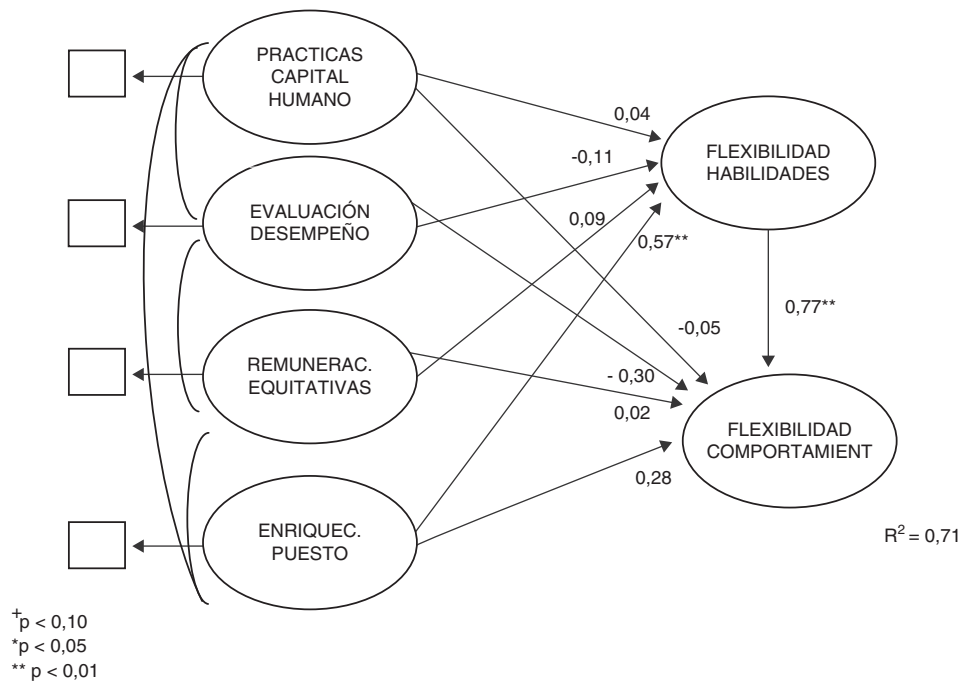 PRACTICAS
CAPITAL
HUMANO
0,04
FLEXIBILIDAD
HABILIDADES
-0,11
EVALUACIÓN
DESEMPEÑO
0,09
0,57**
0,77**
-0,05
REMUNERAC.
EQUITATIVAS
- 0,30
0,02
FLEXIBILIDAD
COMPORTAMIENT
0,28
ENRIQUEC.
PUESTO
R² = 0,71
+p < 0,10
*p < 0,05
** p < 0,01